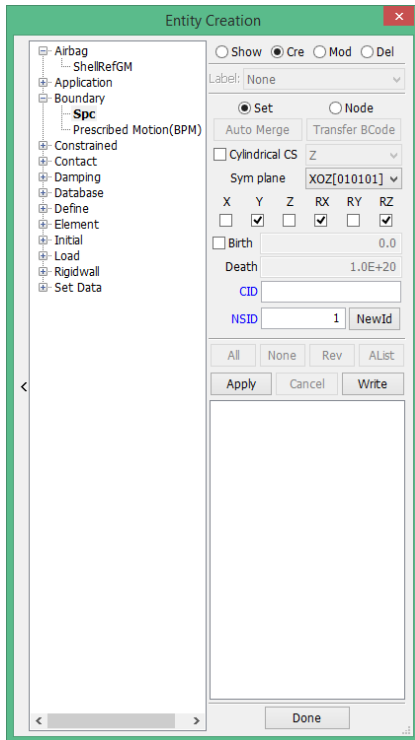 Entity Creation
Airbag
ShellRefGM
Application
Boundary
Spc
Prescribed Motion(BPM)
Constrained
Contact
Damping
Database
Define
Element
Initial
Load
Rigidwall
Set Data
Show Cre Mod Del
Label: None
Set Node
Auto Merge Transfer BCode
Cylindrical CS Z
Sym plane XOZ[010101]
X Y Z RX RY RZ
Birth 0.0
Death 1.0E+20
CID
NSID 1 NewId
All None Rev AList
Apply Cancel Write
Done